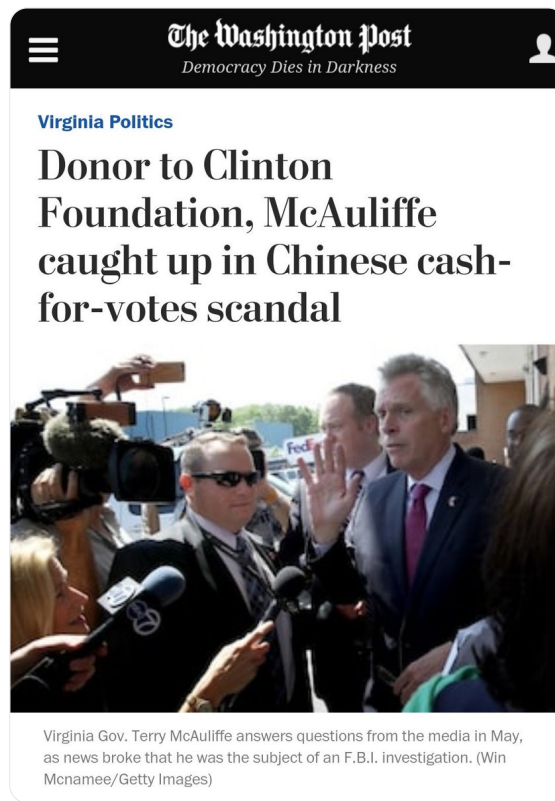 The Washington Post
Democracy Dies in Darkness
Virginia Politics
Donor to Clinton
Foundation, McAuliffe
caught up in Chinese cash-
for-votes scandal
FedE
7
Virginia Gov. Terry McAuliffe answers questions from the media in May,
as news broke that he was the subject of an F.B.I. investigation. (Win
Mcnamee/Getty Images)